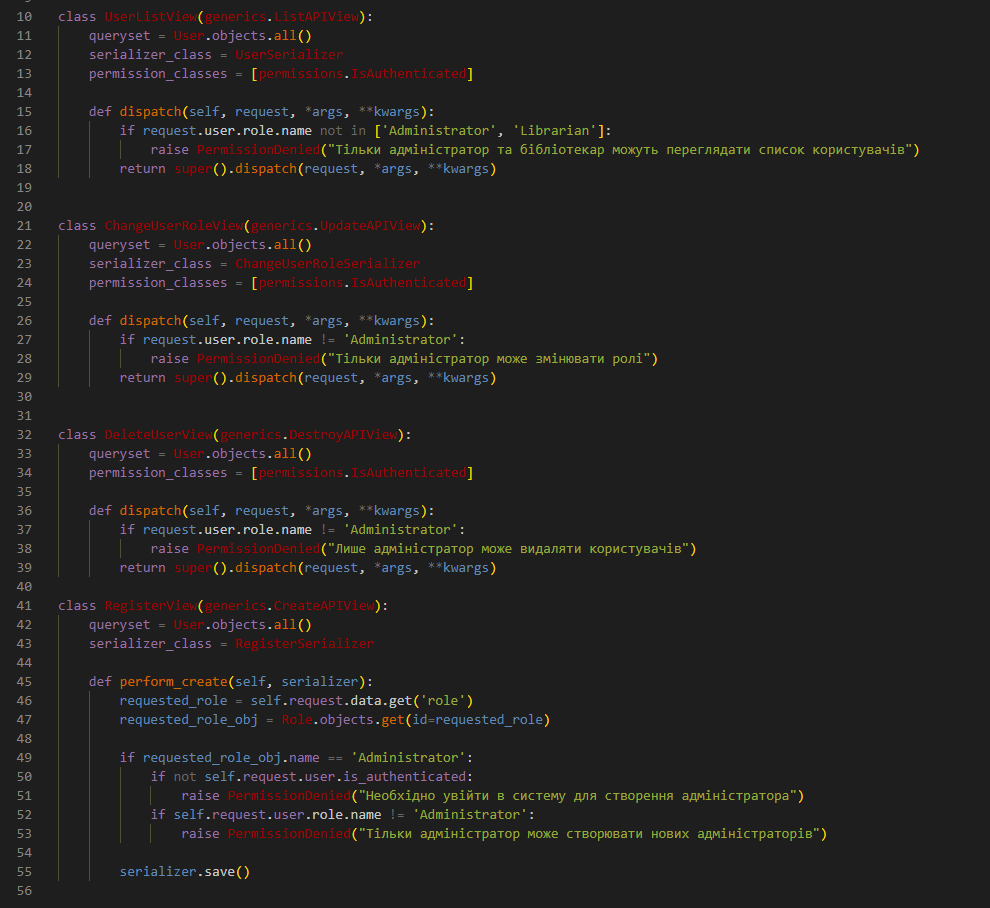 10 class UserListView(generics.ListAPIView):
11     queryset = User.objects.all()
12     serializer_class = UserSerializer
13     permission_classes = [permissions.IsAuthenticated]
14
15     def dispatch(self, request, *args, **kwargs):
16         if request.user.role.name not in ['Administrator', 'Librarian']:
17             raise PermissionDenied("Тільки адміністратор та бібліотекар можуть переглядати список користувачів")
18         return super().dispatch(request, *args, **kwargs)
19
20
21 class ChangeUserRoleView(generics.UpdateAPIView):
22     queryset = User.objects.all()
23     serializer_class = ChangeUserRoleSerializer
24     permission_classes = [permissions.IsAuthenticated]
25
26     def dispatch(self, request, *args, **kwargs):
27         if request.user.role.name != 'Administrator':
28             raise PermissionDenied("Тільки адміністратор може змінювати ролі")
29         return super().dispatch(request, *args, **kwargs)
30
31
32 class DeleteUserView(generics.DestroyAPIView):
33     queryset = User.objects.all()
34     permission_classes = [permissions.IsAuthenticated]
35
36     def dispatch(self, request, *args, **kwargs):
37         if request.user.role.name != 'Administrator':
38             raise PermissionDenied("Лише адміністратор може видаляти користувачів")
39         return super().dispatch(request, *args, **kwargs)
40
41 class RegisterView(generics.CreateAPIView):
42     queryset = User.objects.all()
43     serializer_class = RegisterSerializer
44
45     def perform_create(self, serializer):
46         requested_role = self.request.data.get('role')
47         requested_role_obj = Role.objects.get(id=requested_role)
48
49         if requested_role_obj.name == 'Administrator':
50             if not self.request.user.is_authenticated:
51                 raise PermissionDenied("Необхідно увійти в систему для створення адміністратора")
52             if self.request.user.role.name != 'Administrator':
53                 raise PermissionDenied("Тільки адміністратор може створювати нових адміністраторів")
54
55         serializer.save()
56